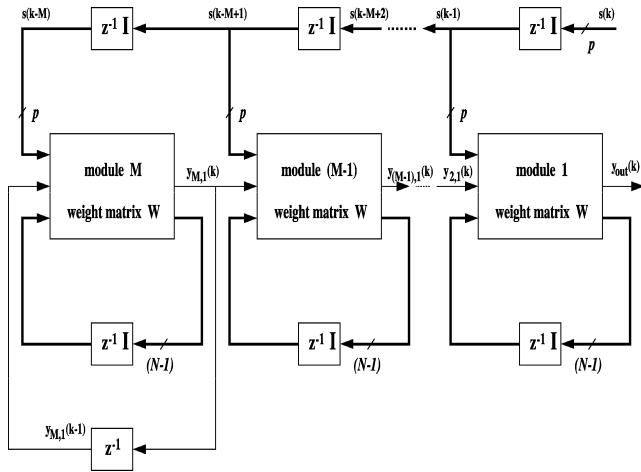 s(k-M)
z⁻¹ I
s(k-M+1)
z⁻¹ I
s(k-M+2)
s(k-1)
z⁻¹ I
s(k)
p
p
p
p
module M
weight matrix W
y_M,1(k)
module (M-1)
weight matrix W
y_(M-1),1(k)
y_2,1(k)
module 1
weight matrix W
y_out(k)
z⁻¹ I
(N-1)
z⁻¹ I
(N-1)
z⁻¹ I
(N-1)
y_M,1(k-1)
z⁻¹